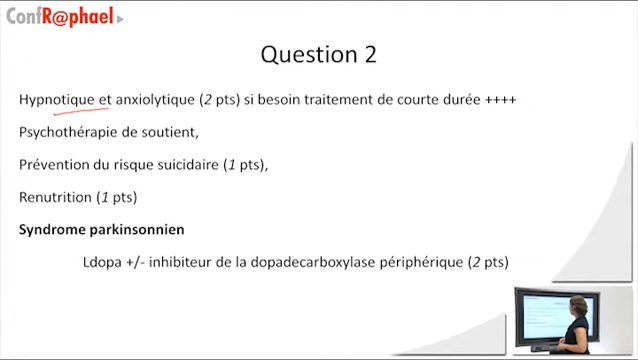 ConfR@phael
Question 2
Hypnotique et anxiolytique (2 pts) si besoin traitement de courte durée ++++
Psychothérapie de soutient,
Prévention du risque suicidaire (1 pts),
Renutrition (1 pts)
Syndrome parkinsonnien
Ldopa +/- inhibiteur de la dopadecarboxylase périphérique (2 pts)